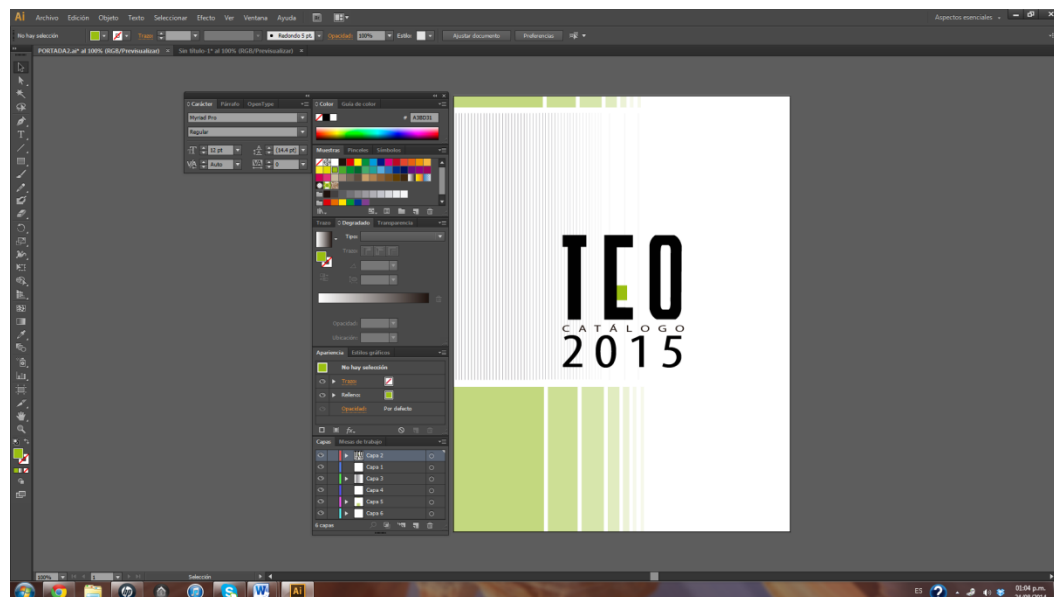 Ai Archivo Edición Objeto Texto Seleccionar Efecto Ver Ventana Ayuda Aspectos esenciales
No hay selección Trazo: Redondo 5 pt. Opacidad: 100% Estilo: Ajustar documento Preferencias
PORTADA2.ai* al 100% (RGB/Previsualizar) × Sin título-1* al 100% (RGB/Previsualizar) ×
Carácter Párrafo OpenType
Myriad Pro
Regular
12 pt (14.4 pt)
Auto 0
Color Guía de color
Muestras Pinceles Símbolos
Trazo Degradado Transparencia
Tipo:
Trazo:
Opacidad:
Ubicación:
Apariencia Estilos gráficos
No hay selección
Trazo:
Relleno:
Opacidad: Por defecto
fx.
Capas Mesas de trabajo
Capa 2
Capa 1
Capa 3
Capa 4
Capa 5
Capa 6
6 capas
TEO
CATÁLOGO
2015
100% 1 Selección
ES 01:04 p.m.